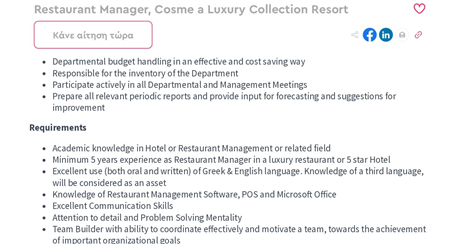 Restaurant Manager, Cosme a Luxury Collection Resort
Κάνε αίτηση τώρα
Departmental budget handling in an effective and cost saving way
Responsible for the inventory of the Department
Participate actively in all Departmental and Management Meetings
Prepare all relevant periodic reports and provide input for forecasting and suggestions for
improvement
Requirements
Academic knowledge in Hotel or Restaurant Management or related field
Minimum 5 years experience as Restaurant Manager in a luxury restaurant or 5 star Hotel
Excellent use (both oral and written) of Greek & English language. Knowledge of a third language,
will be considered as an asset
Knowledge of Restaurant Management Software, POS and Microsoft Office
Excellent Communication Skills
Attention to detail and Problem Solving Mentality
Team Builder with ability to coordinate effectively and motivate a team, towards the achievement
of important organizational goals